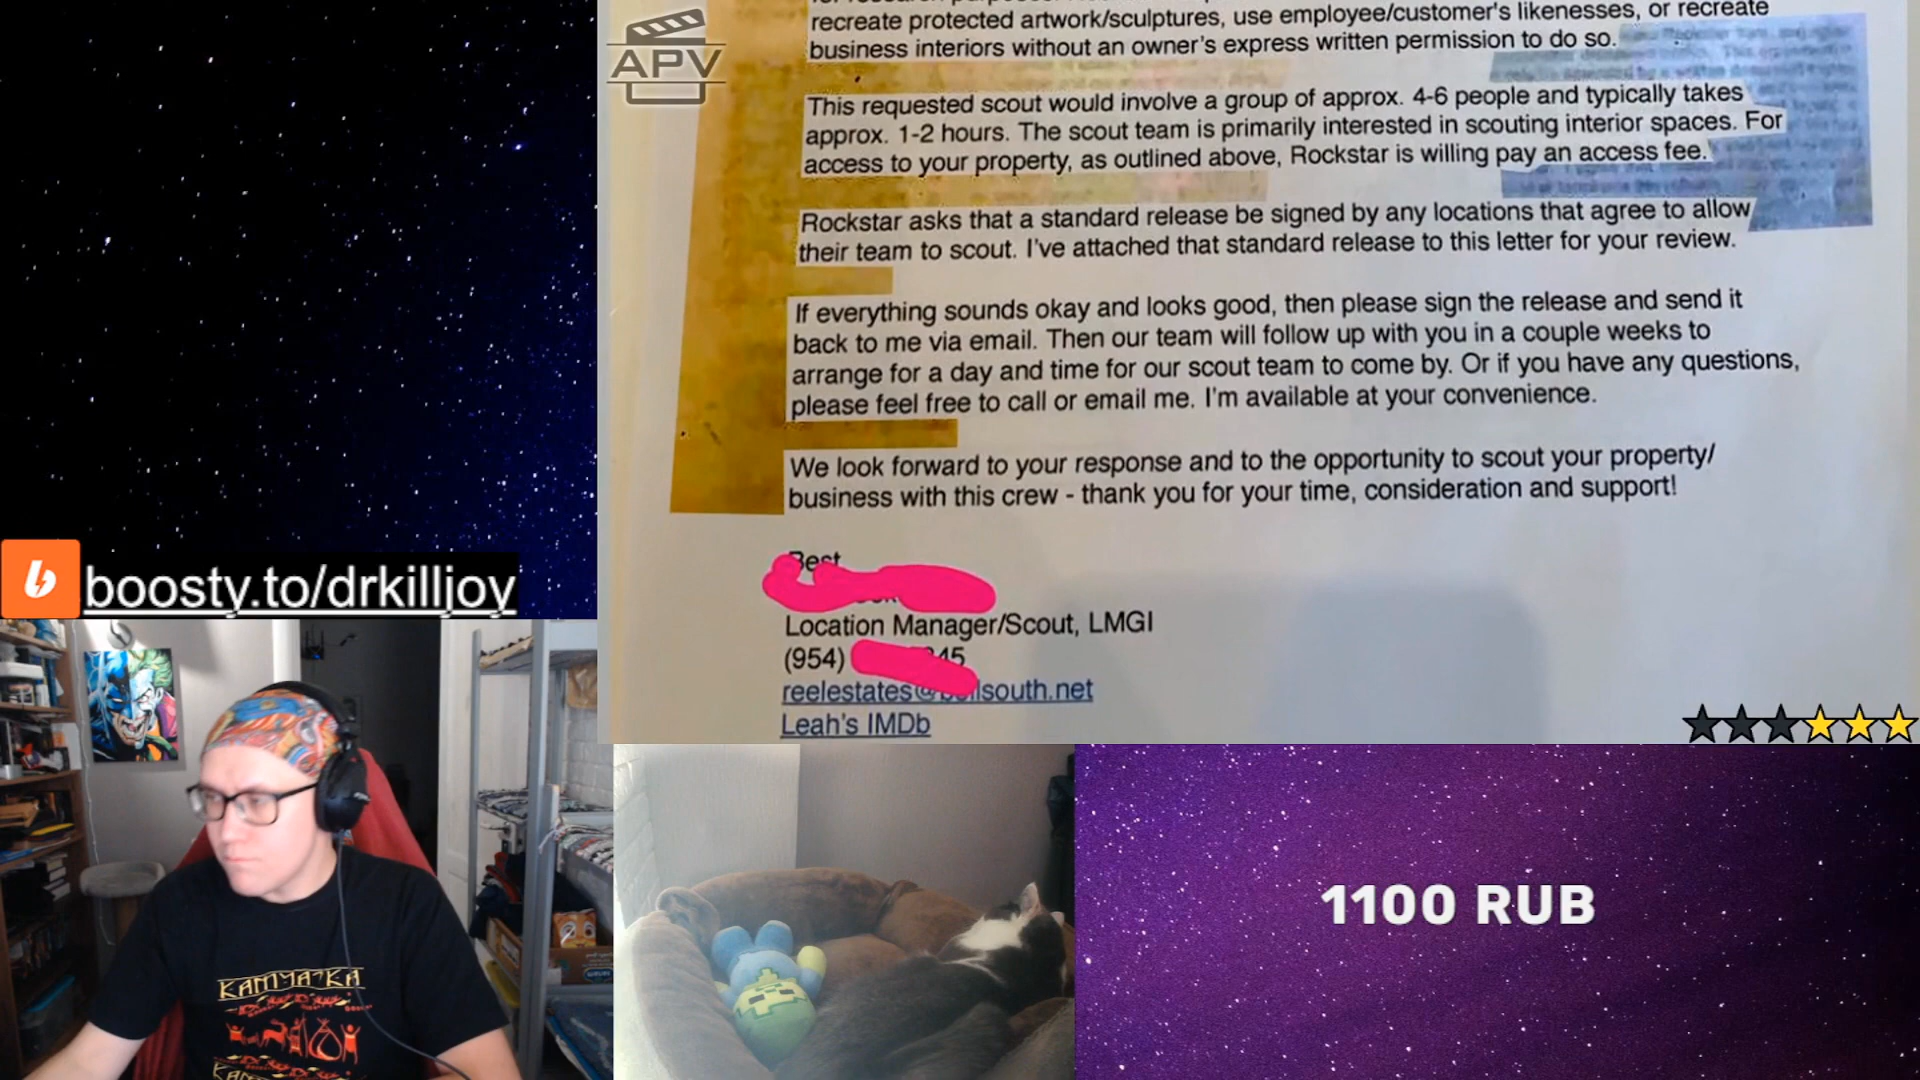 recreate protected artwork/sculptures, use employee/customer's likenesses, or recreate
business interiors without an owner's express written permission to do so.
This requested scout would involve a group of approx. 4-6 people and typically takes
approx. 1-2 hours. The scout team is primarily interested in scouting interior spaces. For
access to your property, as outlined above, Rockstar is willing pay an access fee.
Rockstar asks that a standard release be signed by any locations that agree to allow
their team to scout. I've attached that standard release to this letter for your review.
If everything sounds okay and looks good, then please sign the release and send it
back to me via email. Then our team will follow up with you in a couple weeks to
arrange for a day and time for our scout team to come by. Or if you have any questions,
please feel free to call or email me. I'm available at your convenience.
We look forward to your response and to the opportunity to scout your property/
business with this crew - thank you for your time, consideration and support!
Best
Location Manager/Scout, LMGI
(954) 45
reelestates@ lsouth.net
Leah's IMDb
APV
boosty.to/drkilljoy
KAMЧATKA
1100 RUB